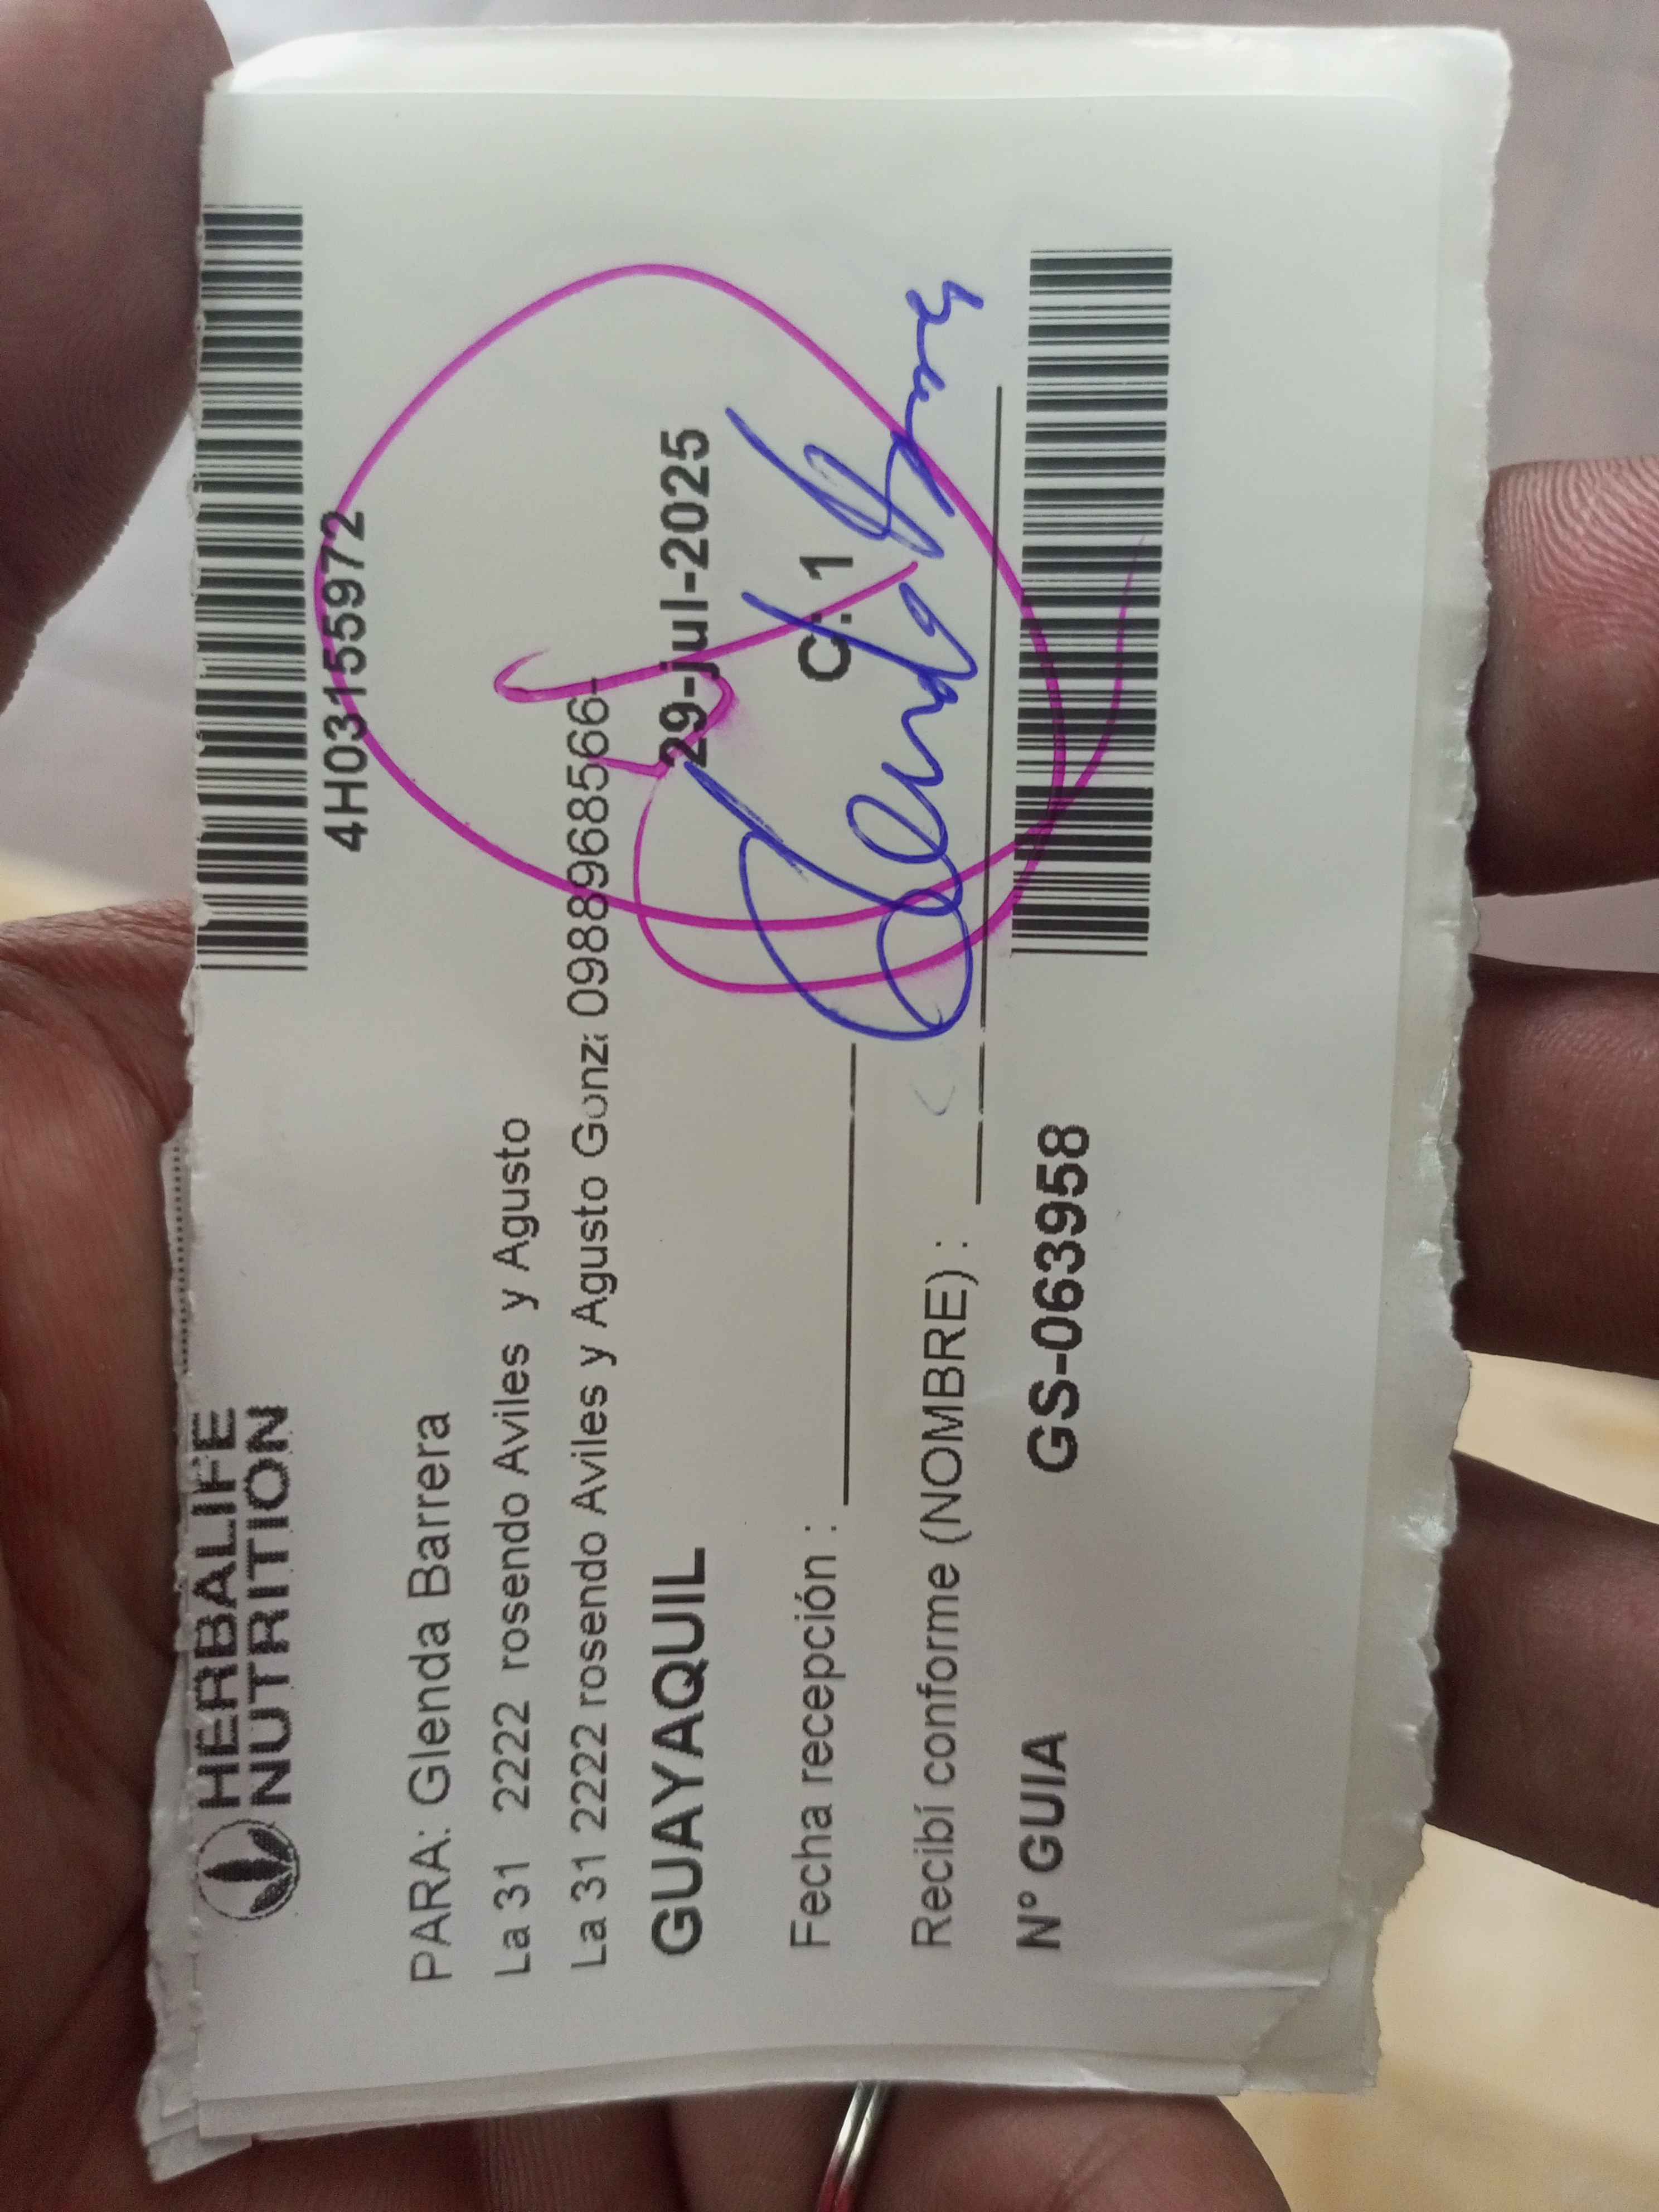 HERBALIFE
NUTRITION
4H03155972
PARA: Glenda Barrera
La 31 2222 rosendo Aviles y Agusto
La 31 2222 rosendo Aviles y Agusto Gonz 0988968566-
GUAYAQUIL 29-jul-2025
Fecha recepción : C: 1
Recibí conforme (NOMBRE) :
N° GUIA GS-063958